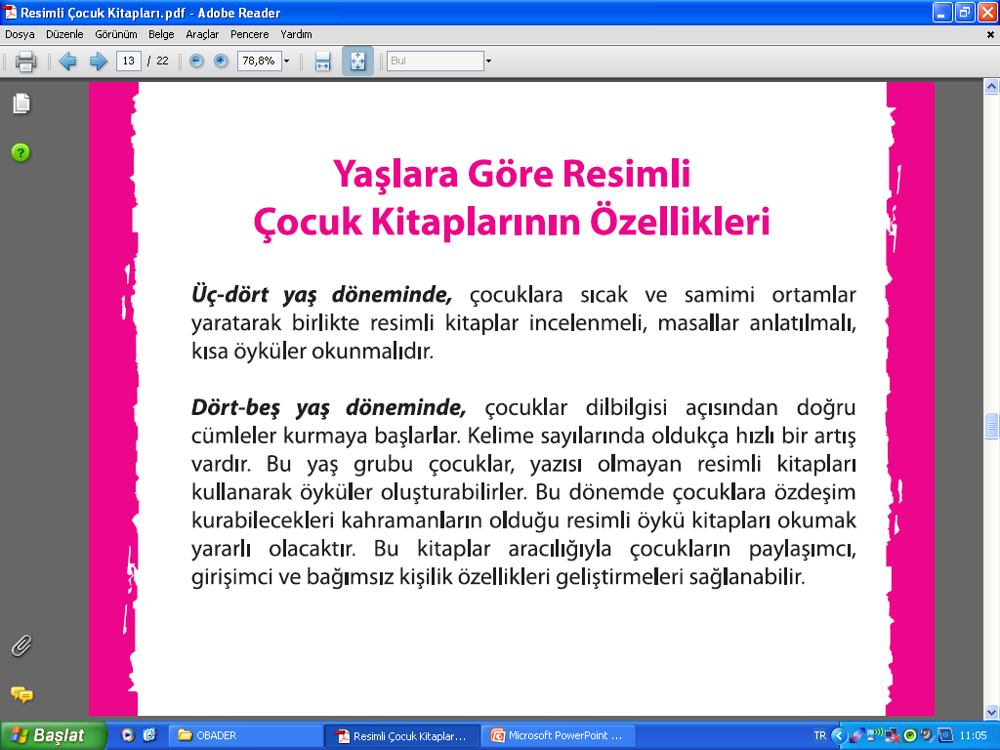 Resimli Çocuk Kitapları.pdf - Adobe Reader
Dosya Düzenle Görünüm Belge Araçlar Pencere Yardım
13 / 22 78,8% Bul
Yaşlara Göre Resimli
Çocuk Kitaplarının Özellikleri
Üç-dört yaş döneminde, çocuklara sıcak ve samimi ortamlar
yaratarak birlikte resimli kitaplar incelenmeli, masallar anlatılmalı,
kısa öyküler okunmalıdır.
Dört-beş yaş döneminde, çocuklar dilbilgisi açısından doğru
cümleler kurmaya başlarlar. Kelime sayılarında oldukça hızlı bir artış
vardır. Bu yaş grubu çocuklar, yazısı olmayan resimli kitapları
kullanarak öyküler oluşturabilirler. Bu dönemde çocuklara özdeşim
kurabilecekleri kahramanların olduğu resimli öykü kitapları okumak
yararlı olacaktır. Bu kitaplar aracılığıyla çocukların paylaşımcı,
girişimci ve bağımsız kişilik özellikleri geliştirmeleri sağlanabilir.
Başlat OBADER Resimli Çocuk Kitaplar... Microsoft PowerPoint ... TR 11:05